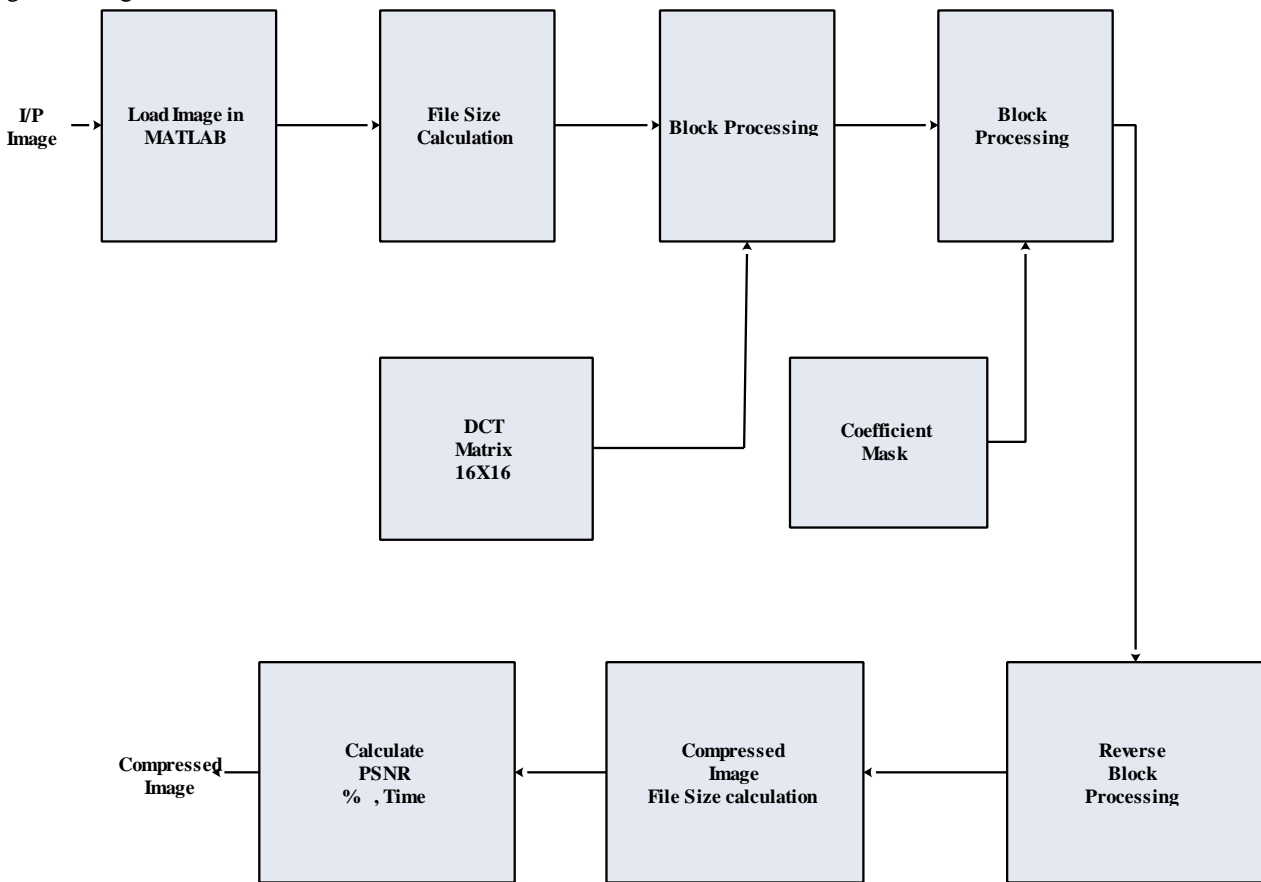 I/P
Image
Load Image in
MATLAB
File Size
Calculation
Block Processing
Block
Processing
DCT
Matrix
16X16
Coefficient
Mask
Compressed
Image
Calculate
PSNR
% , Time
Compressed
Image
File Size calculation
Reverse
Block
Processing